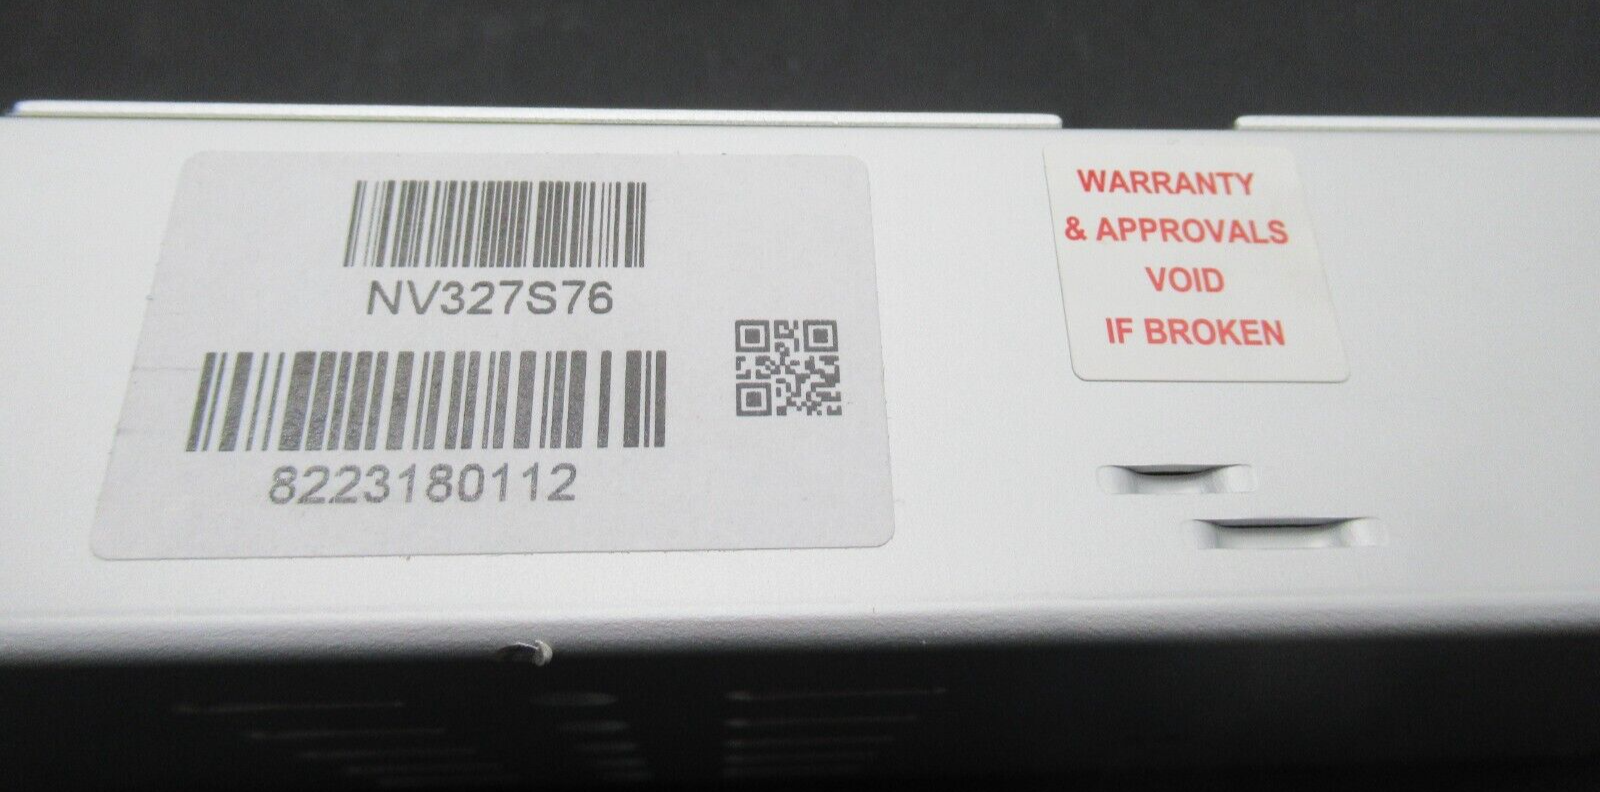 NV327S76
8223180112
WARRANTY
& APPROVALS
VOID
IF BROKEN